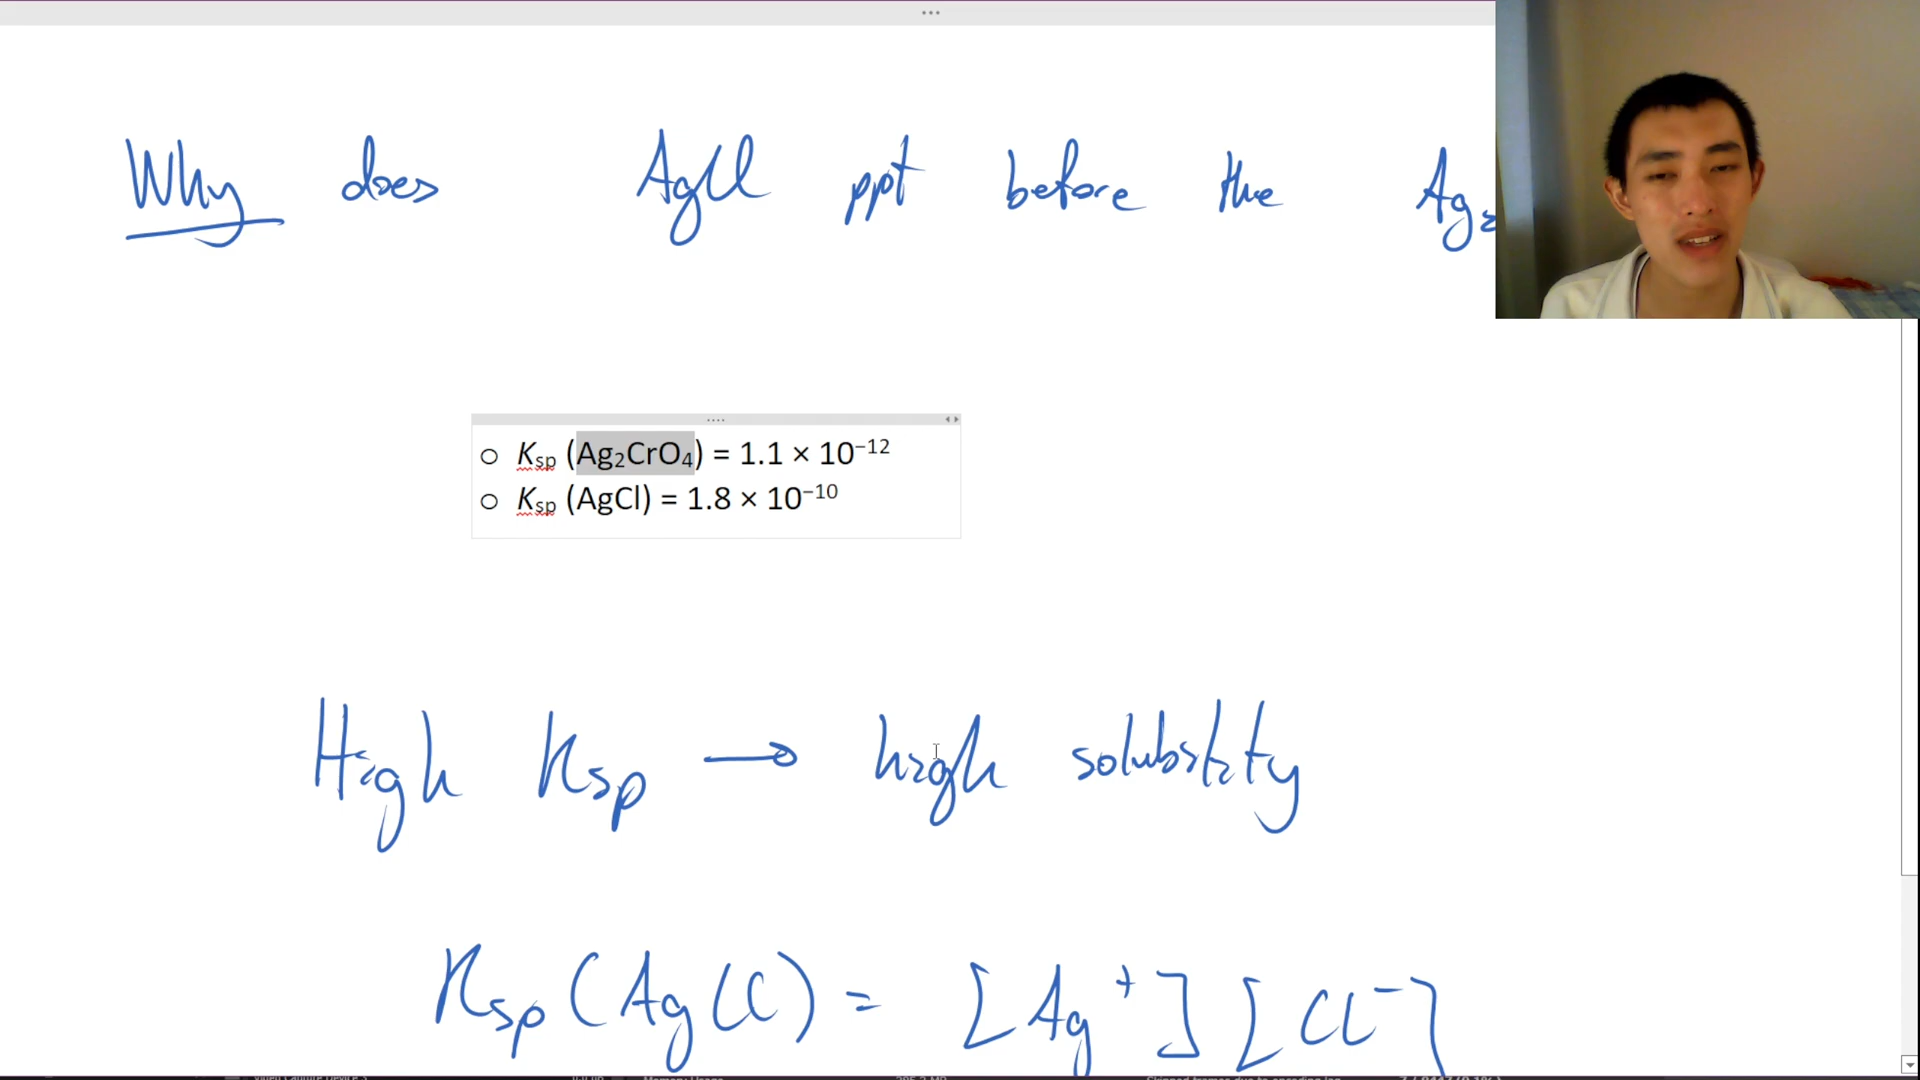 Why does AgCl ppt before the Ag2
○ Ksp (Ag₂CrO₄) = 1.1 × 10⁻¹²
○ Ksp (AgCl) = 1.8 × 10⁻¹⁰
High Ksp → high solubility
Ksp (AgCl) = [Ag⁺] [Cl⁻]